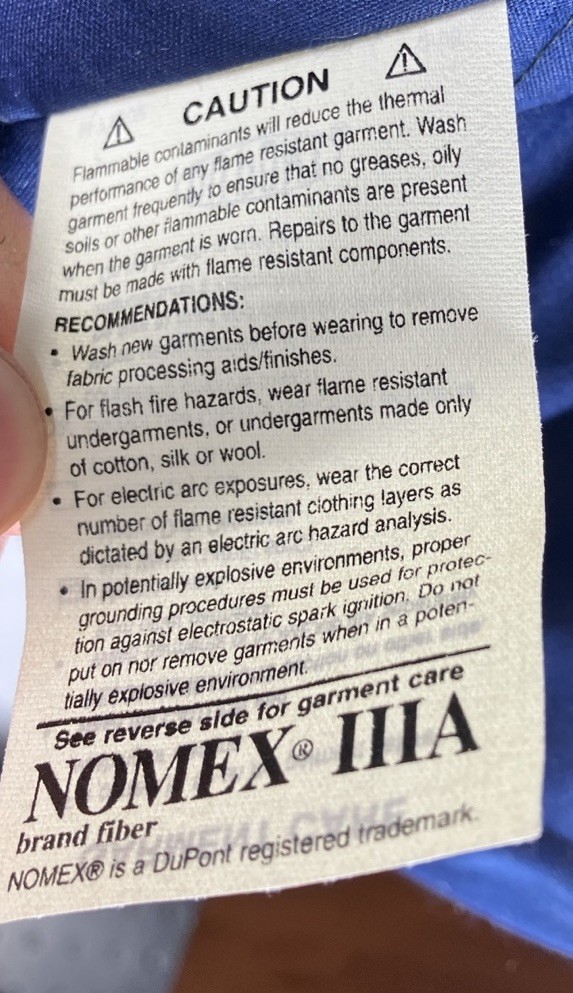 CAUTION
Flammable contaminants will reduce the thermal
performance of any flame resistant garment. Wash
garment frequently to ensure that no greases, oily
soils or other flammable contaminants are present
when the garment is worn. Repairs to the garment
must be made with flame resistant components.
RECOMMENDATIONS:
• Wash new garments before wearing to remove
fabric processing aids/finishes.
• For flash fire hazards, wear flame resistant
undergarments, or undergarments made only
of cotton, silk or wool.
• For electric arc exposures, wear the correct
number of flame resistant clothing layers as
dictated by an electric arc hazard analysis.
• In potentially explosive environments, proper
grounding procedures must be used for protec-
tion against electrostatic spark ignition. Do not
put on nor remove garments when in a poten-
tially explosive environment.
See reverse side for garment care
NOMEX® IIIA
brand fiber
NOMEX® is a DuPont registered trademark.